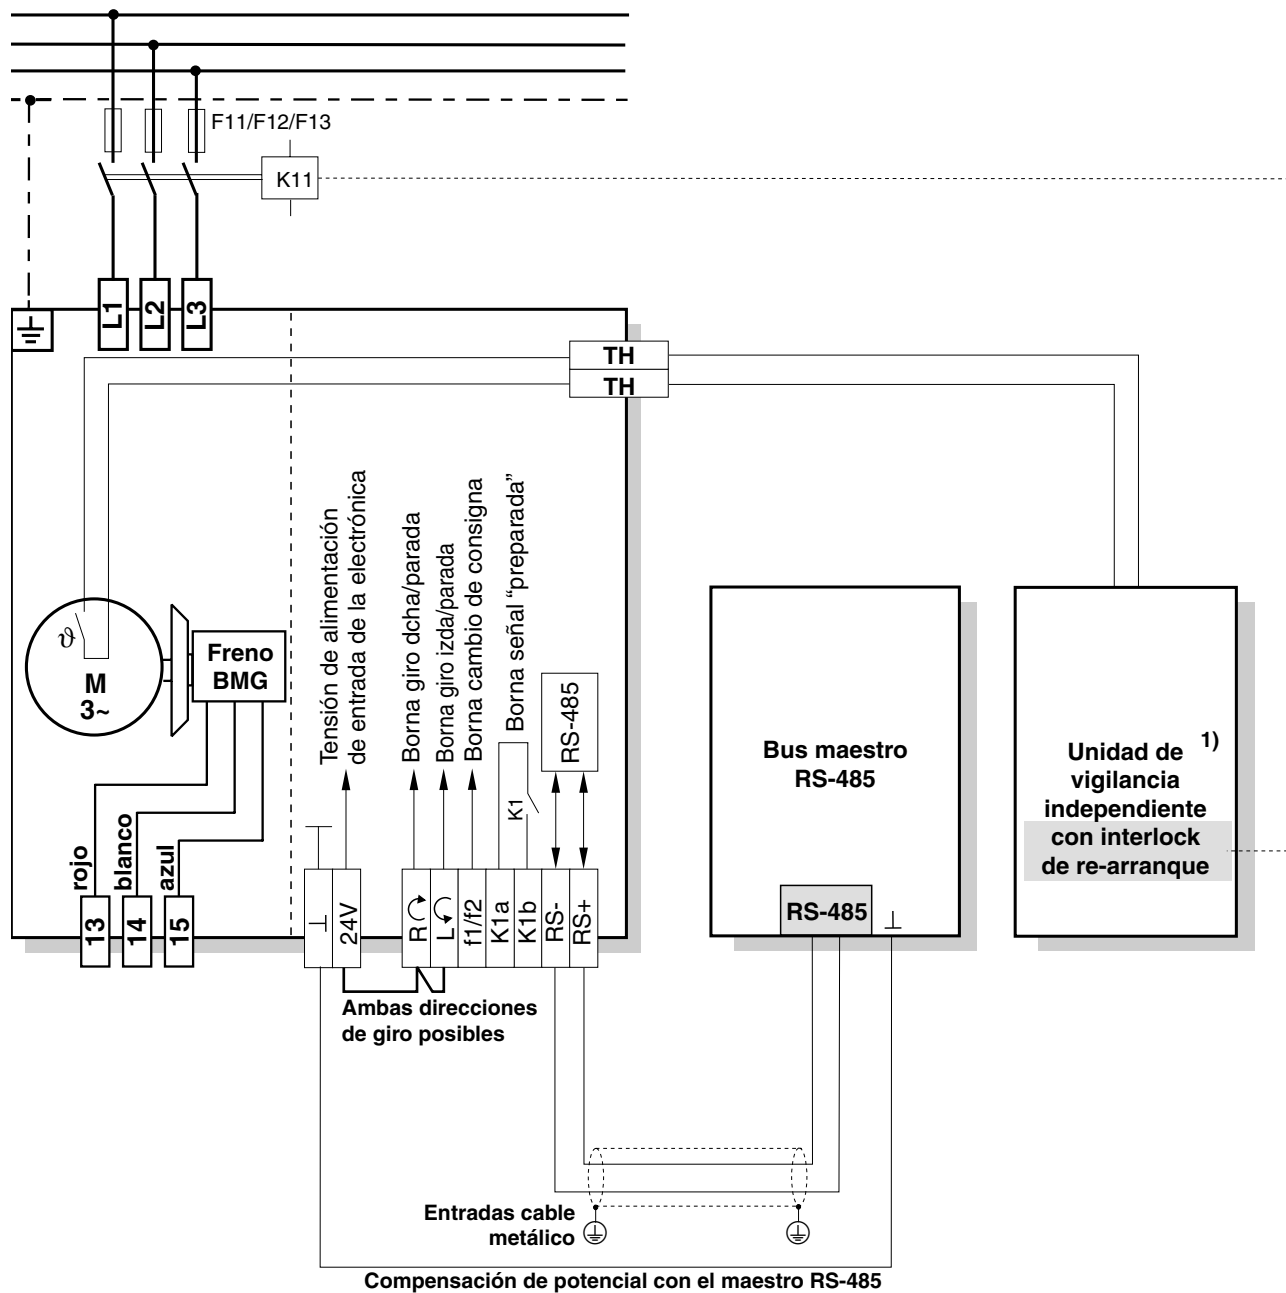 F11/F12/F13
K11
L1
L2
L3
TH
TH
ϑ
M
3~
Freno
BMG
rojo
blanco
azul
13
14
15
Tensión de alimentación
de entrada de la electrónica
Borna giro dcha/parada
Borna giro izda/parada
Borna cambio de consigna
Borna señal “preparada”
K1
RS-485
24V
R
L
f1/f2
K1a
K1b
RS-
RS+
Ambas direcciones
de giro posibles
Bus maestro
RS-485
RS-485
Unidad de 1)
vigilancia
independiente
con interlock
de re-arranque
Entradas cable
metálico
Compensación de potencial con el maestro RS-485